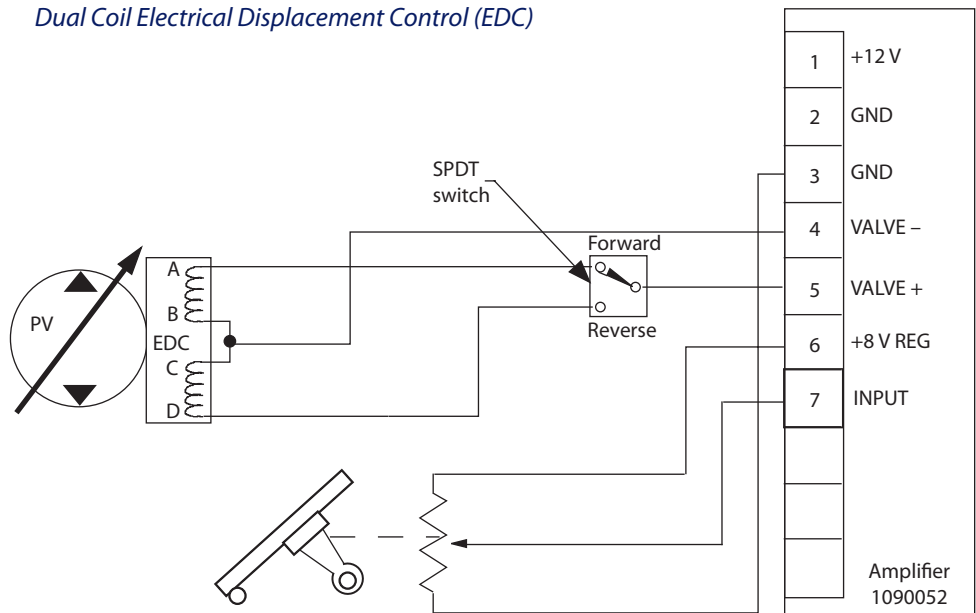 Dual Coil Electrical Displacement Control (EDC)
1 +12 V
2 GND
SPDT
switch
3 GND
4 VALVE –
Forward
A
B
PV
EDC
C
D
Reverse
5 VALVE +
6 +8 V REG
7 INPUT
Amplifier
1090052